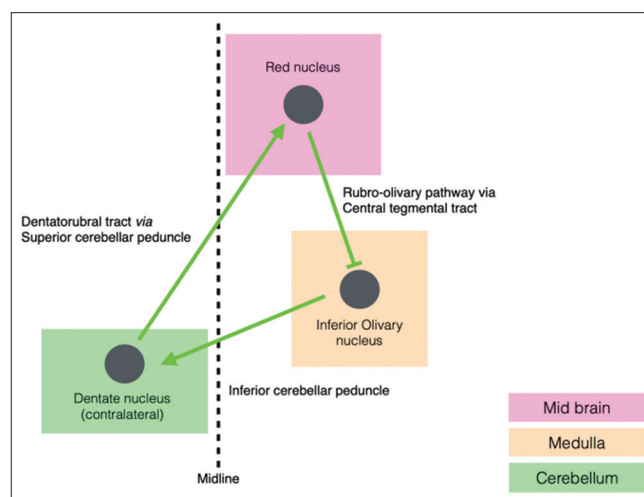 Red nucleus
Rubro-olivary pathway via
Central tegmental tract
Dentatorubral tract via
Superior cerebellar peduncle
Inferior Olivary
nucleus
Dentate nucleus
(contralateral)
Inferior cerebellar peduncle
Midline
Mid brain
Medulla
Cerebellum